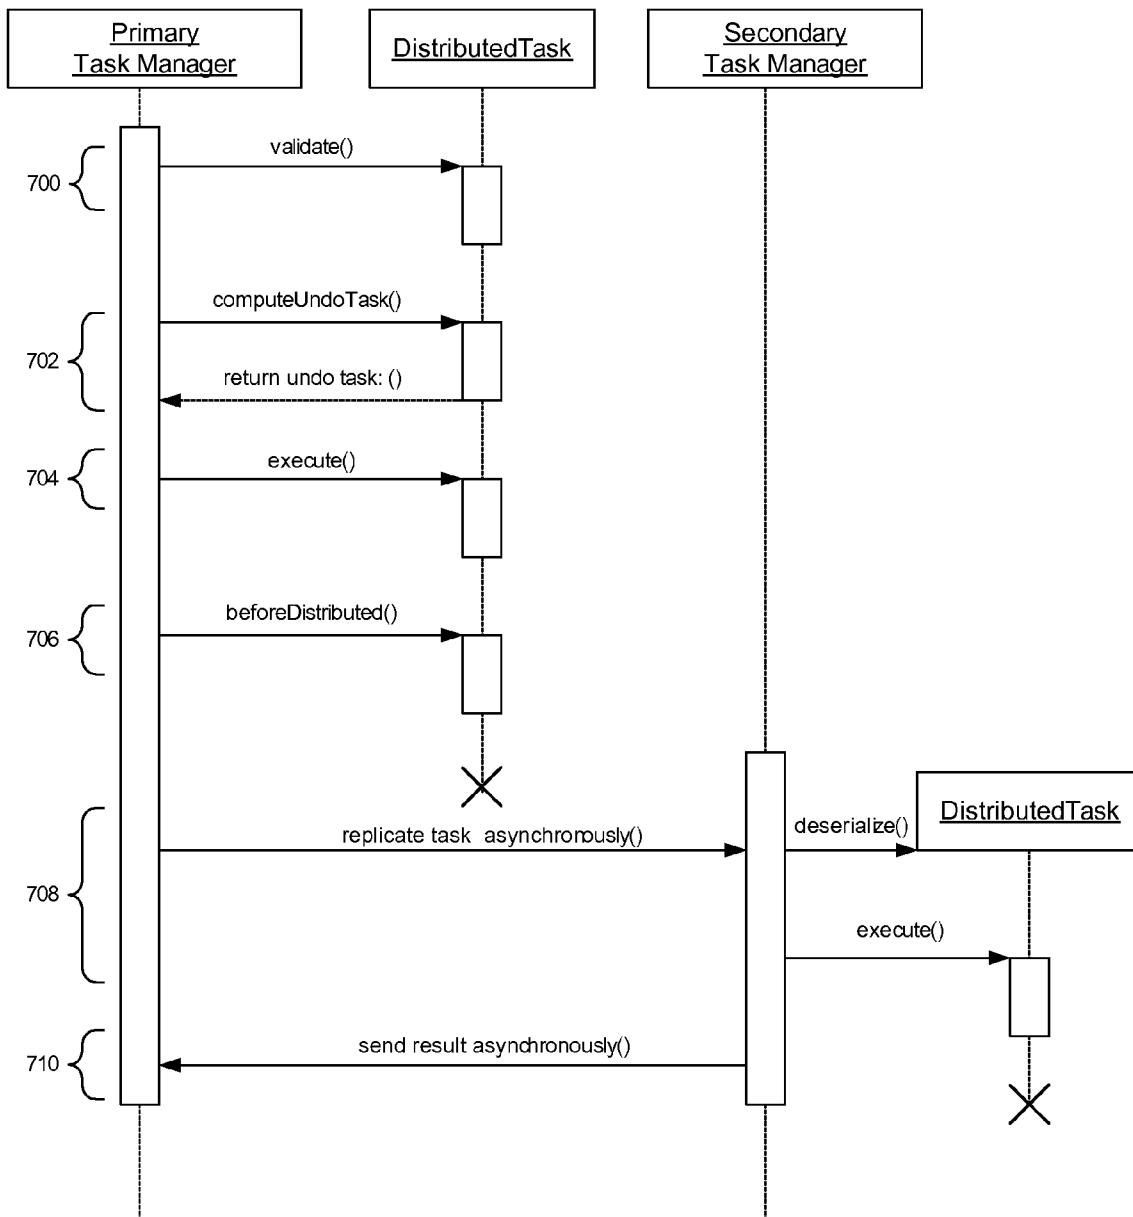 Primary
Task Manager
DistributedTask
Secondary
Task Manager
validate()
700
computeUndoTask()
702
return undo task: ()
execute()
704
beforeDistributed()
706
DistributedTask
deserialize()
replicate task asynchronously()
708
execute()
send result asynchronously()
710